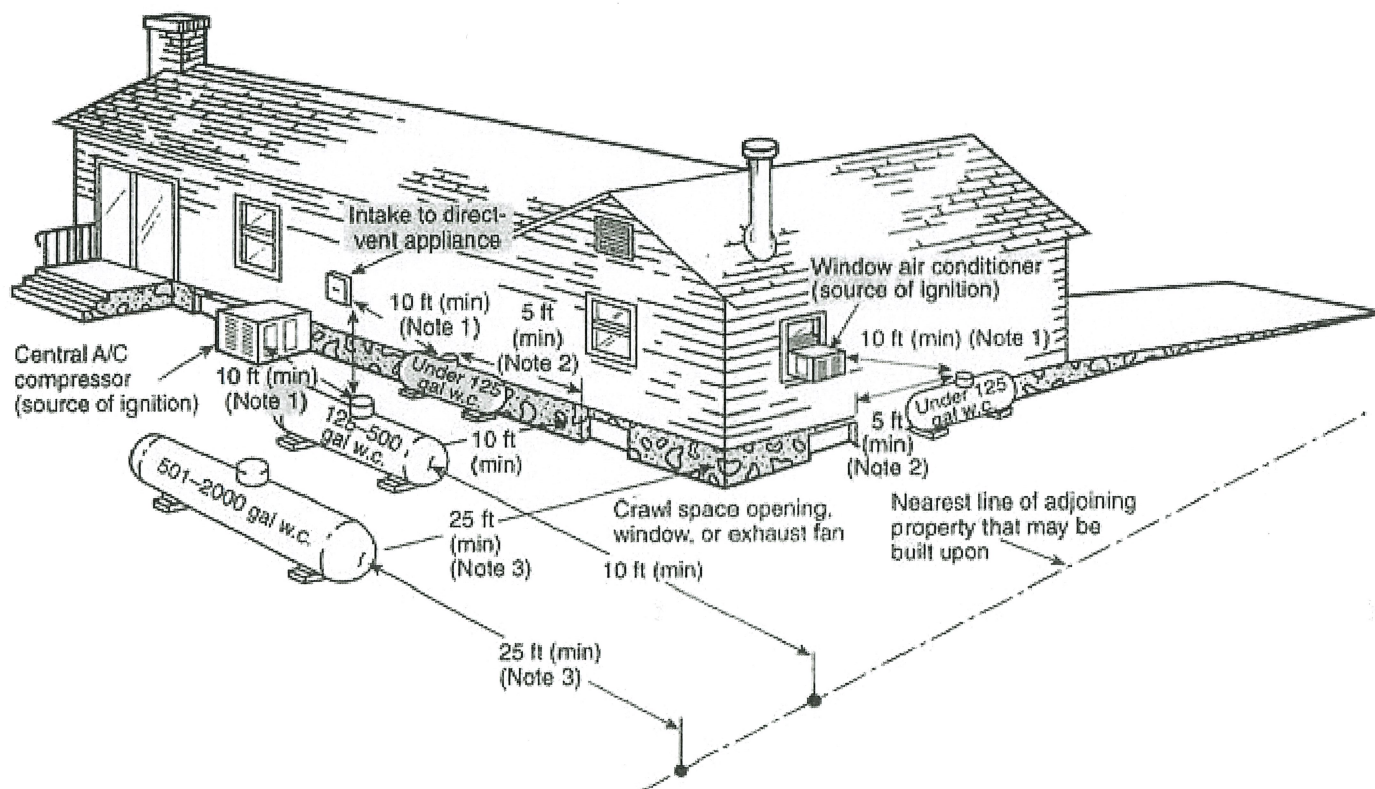 Intake to direct-
vent appliance
Window air conditioner
(source of ignition)
10 ft (min)
(Note 1)
5 ft
(min)
(Note 2)
10 ft (min) (Note 1)
Central A/C
compressor
(source of ignition)
10 ft (min)
(Note 1)
Under 125
gal w.c.
Under 125
gal w.c.
125–500
gal w.c.
10 ft
(min)
5 ft
(min)
(Note 2)
501–2000 gal w.c.
25 ft
(min)
(Note 3)
Crawl space opening,
window, or exhaust fan
Nearest line of adjoining
property that may be
built upon
10 ft (min)
25 ft (min)
(Note 3)